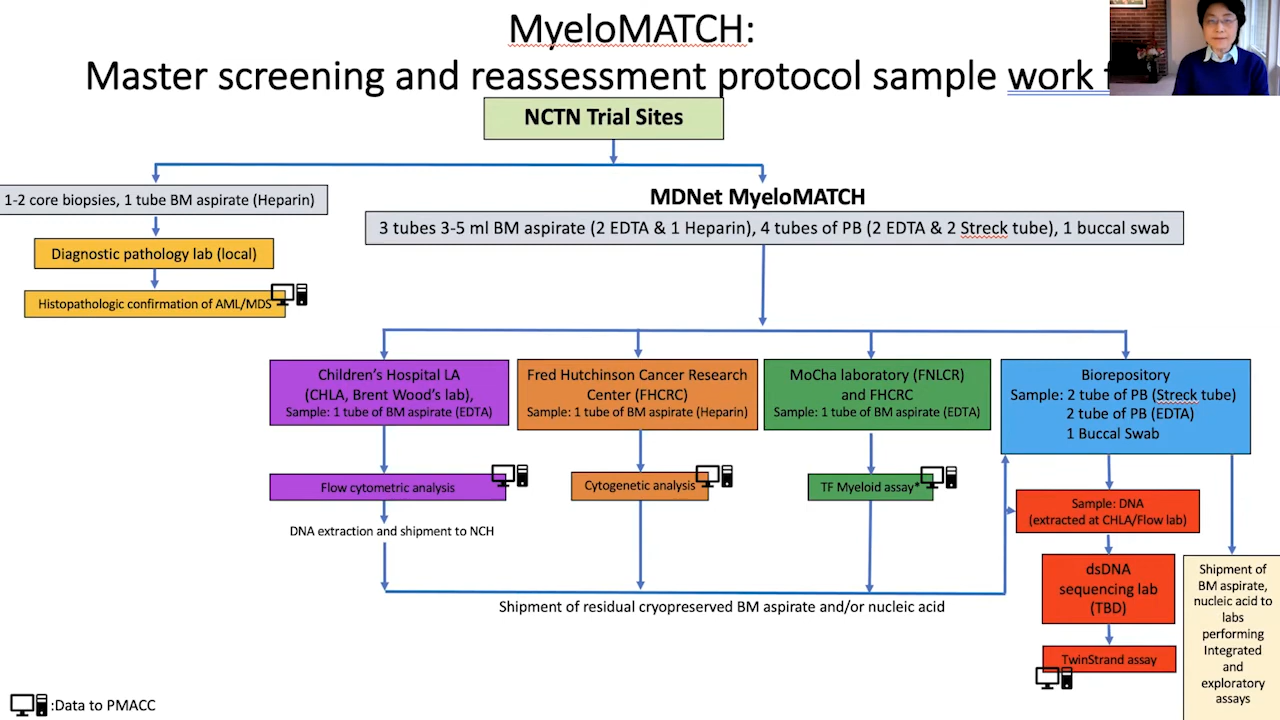 MyeloMATCH:
Master screening and reassessment protocol sample work
NCTN Trial Sites
1-2 core biopsies, 1 tube BM aspirate (Heparin)
Diagnostic pathology lab (local)
Histopathologic confirmation of AML/MDS
MDNet MyeloMATCH
3 tubes 3-5 ml BM aspirate (2 EDTA & 1 Heparin), 4 tubes of PB (2 EDTA & 2 Streck tube), 1 buccal swab
Children's Hospital LA
(CHLA, Brent Wood's lab),
Sample: 1 tube of BM aspirate (EDTA)
Flow cytometric analysis
DNA extraction and shipment to NCH
Fred Hutchinson Cancer Research
Center (FHCRC)
Sample: 1 tube of BM aspirate (Heparin)
Cytogenetic analysis
MoCha laboratory (FNLCR)
and FHCRC
Sample: 1 tube of BM aspirate (EDTA)
TF Myeloid assay*
Biorepository
Sample: 2 tube of PB (Streck tube)
2 tube of PB (EDTA)
1 Buccal Swab
Sample: DNA
(extracted at CHLA/Flow lab)
dsDNA
sequencing lab
(TBD)
TwinStrand assay
Shipment of
BM aspirate,
nucleic acid to
labs
performing
Integrated
and
exploratory
assays
Shipment of residual cryopreserved BM aspirate and/or nucleic acid
:Data to PMACC